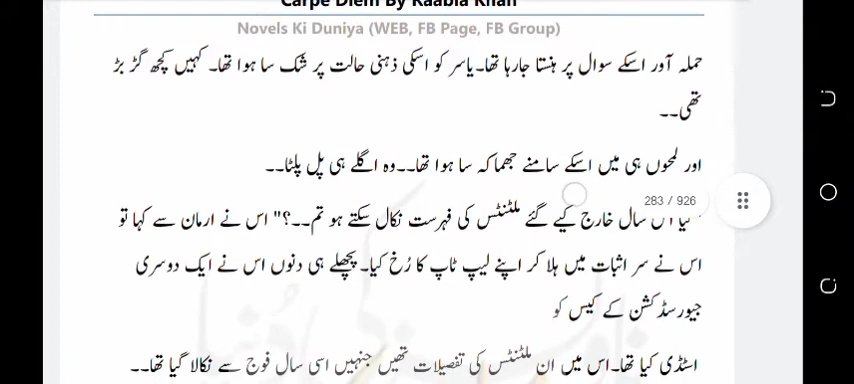 Carpe Diem By Raabia Khan
Novels Ki Duniya (WEB, FB Page, FB Group)
حملہ آور اسکے سوال پر ہنستا جارہا تھا۔یاسر کو اسکی ذہنی حالت پر شک سا ہوا تھا۔ کہیں کچھ گڑ بڑ
تھی۔۔
اور لمحوں ہی میں اسکے سامنے جھماکہ سا ہوا تھا۔۔وہ اگلے ہی پل پلٹا۔۔
سال خارج کیے گئے ملٹنٹس کی فہرست نکال سکتے ہو تم۔۔؟" اس نے ارمان سے کہا تو
283 / 926
اس نے سر اثبات میں ہلا کر اپنے لیپ ٹاپ کا رُخ کیا۔ پچھلے ہی دنوں اس نے ایک دوسری
جیورسڈکشن کے کیس کو
اسٹڈی کیا تھا۔اس میں ان ملٹنٹس کی تفصیلات تھیں جنہیں اسی سال فوج سے نکالا گیا تھا۔۔